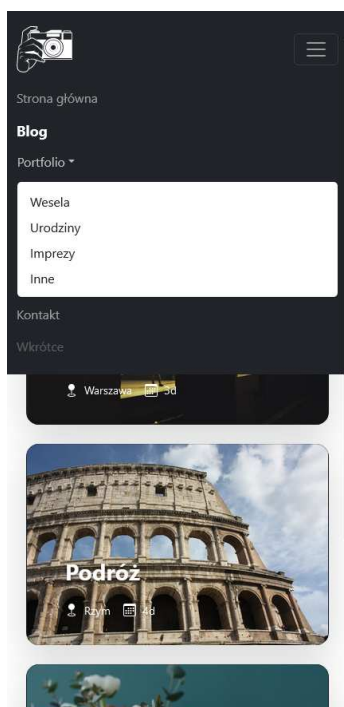 Strona główna
Blog
Portfolio
Wesela
Urodziny
Imprezy
Inne
Kontakt
Wkrótce
Warszawa 3d
Podróż
Rzym 4d